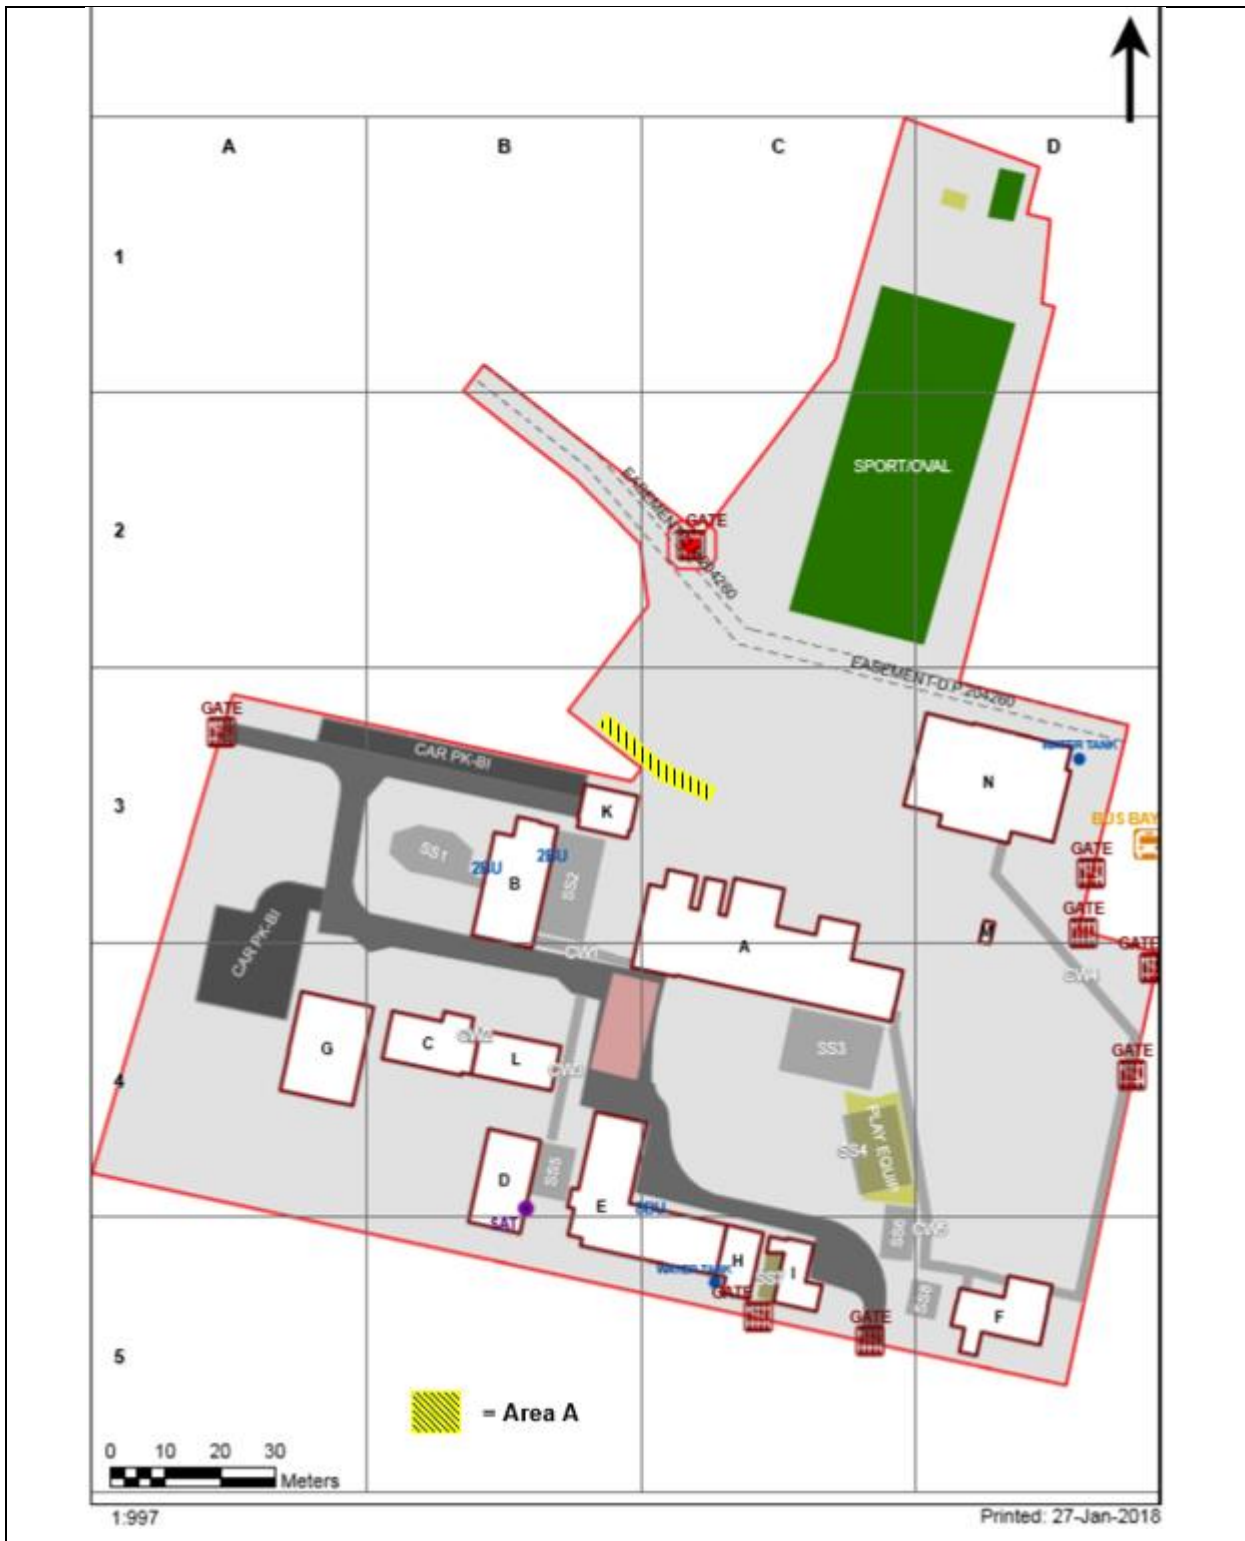 A B C D
1
SPORT/OVAL
EASEMENT
GATE
2
204260
EASEMENT-D.P.204260
GATE
CAR PK-BI
WATER TANK
N
3
K
BUS BAY
SS1
2BU
2BU
B
SS2
GATE
GATE
M
CAR PK-BI
A
CW1
GATE
CW4
G
C
CW2
L
SS3
CW3
GATE
4
PLAY EQUIP
SS4
D
SS5
E
SAT
CW5
H
WATER TANK
I
GATE
GATE
F
5
= Area A
0 10 20 30
Meters
1:997
Printed: 27-Jan-2018